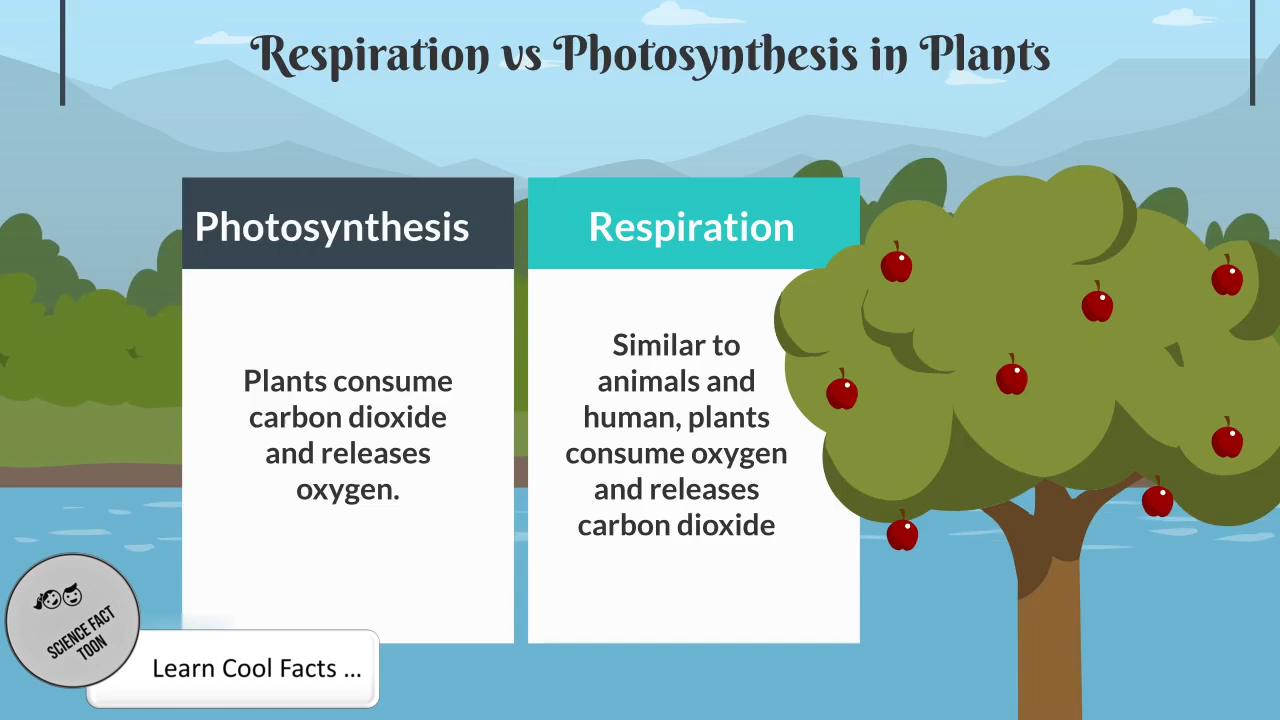 Respiration vs Photosynthesis in Plants
Photosynthesis
Plants consume
carbon dioxide
and releases
oxygen.
Respiration
Similar to
animals and
human, plants
consume oxygen
and releases
carbon dioxide
SCIENCE FACT
TOON
Learn Cool Facts ...